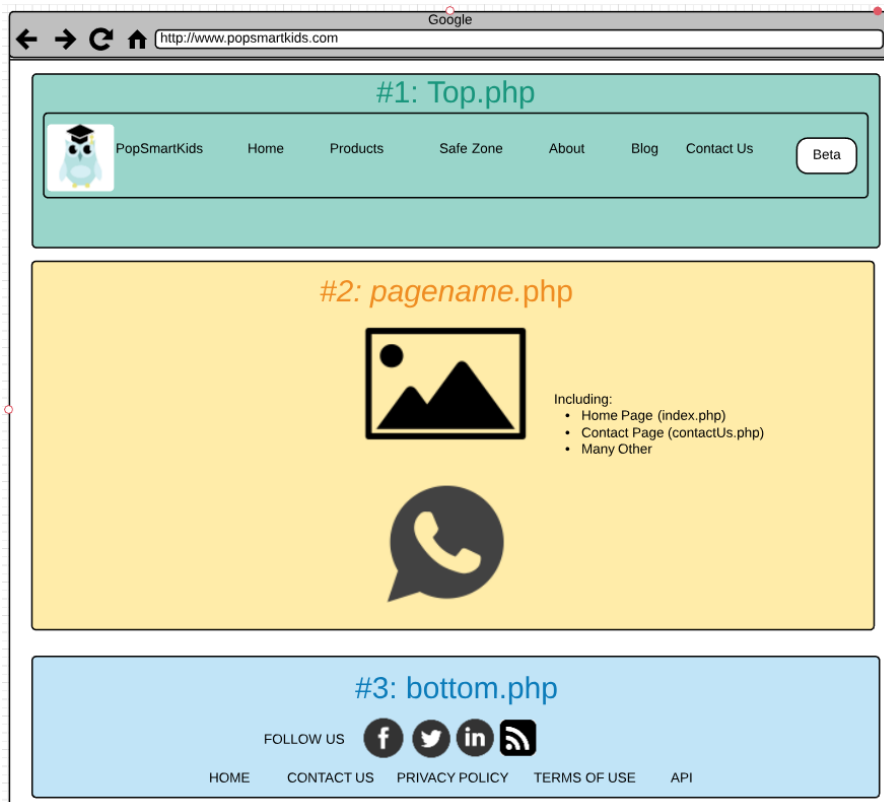 Google
http://www.popsmartkids.com
#1: Top.php
PopSmartKids Home Products Safe Zone About Blog Contact Us Beta
#2: pagename.php
Including:
• Home Page (index.php)
• Contact Page (contactUs.php)
• Many Other
#3: bottom.php
FOLLOW US f in
HOME CONTACT US PRIVACY POLICY TERMS OF USE API